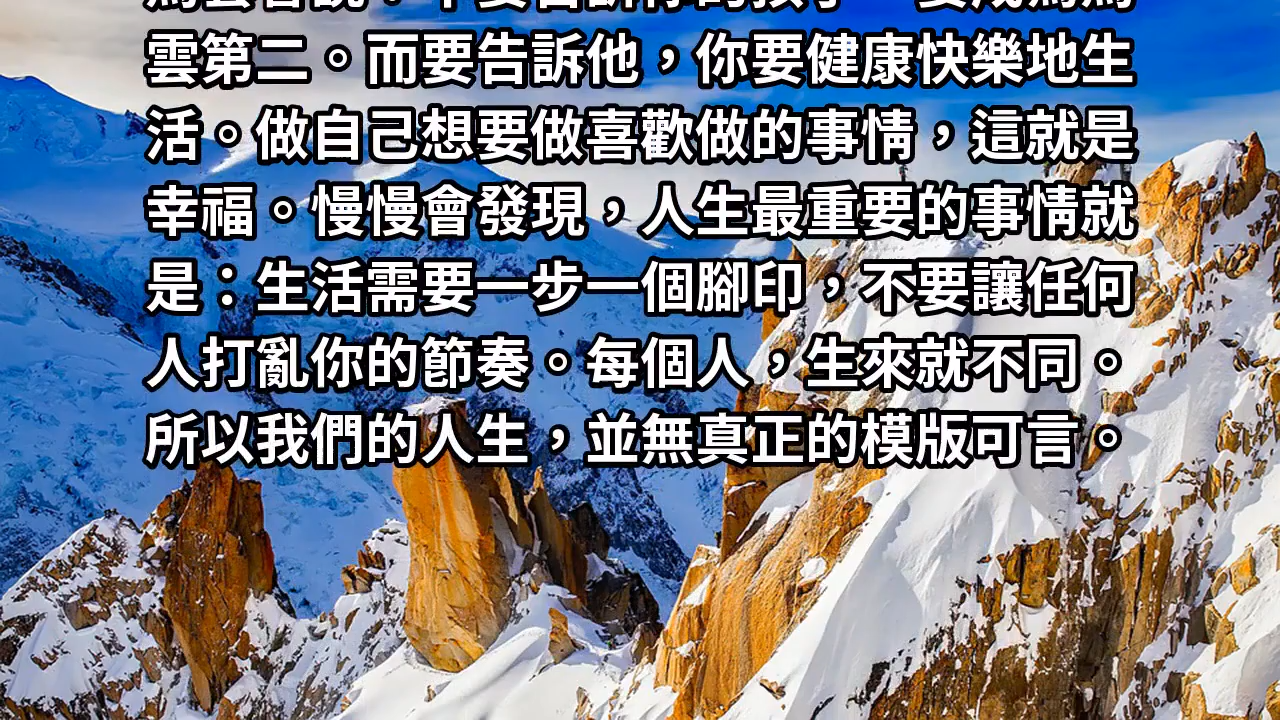 雲第二。而要告訴他，你要健康快樂地生
活。做自己想要做喜歡做的事情，這就是
幸福。慢慢會發現，人生最重要的事情就
是：生活需要一步一個腳印，不要讓任何
人打亂你的節奏。每個人，生來就不同。
所以我們的人生，並無真正的模版可言。